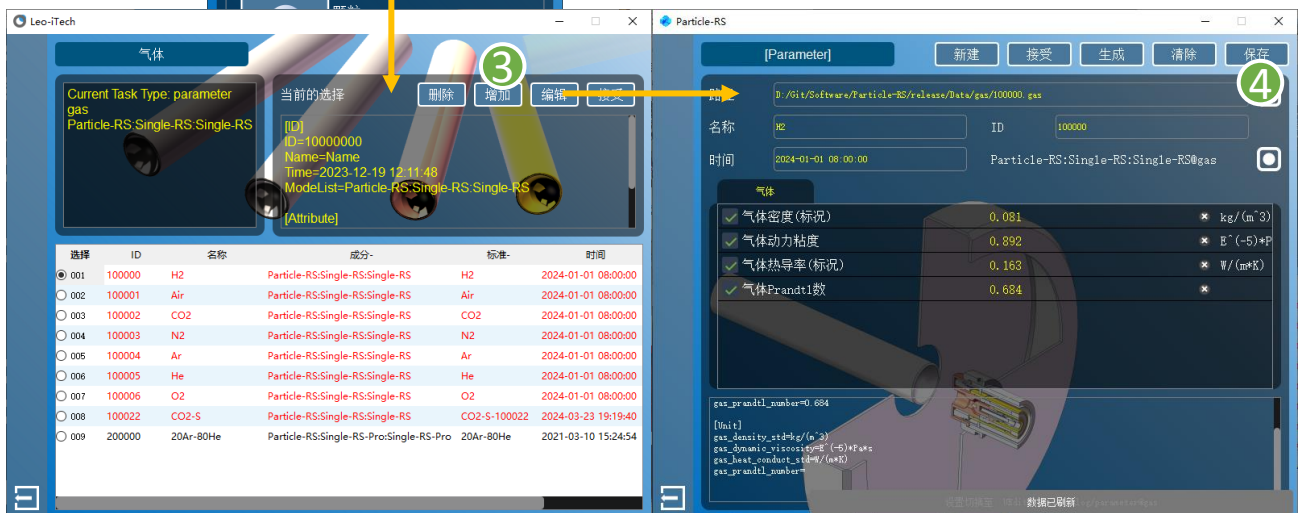 Leo-iTech
气体
Current Task Type: parameter
gas
Particle-RS:Single-RS:Single-RS
当前的选择
删除
增加
编辑
接受
3
[ID]
ID=10000000
Name=Name
Time=2023-12-19 12:11:48
ModeList=Particle-RS:Single-RS:Single-RS
[Attribute]
选择 ID 名称 成分- 标准- 时间
001 100000 H2 Particle-RS:Single-RS:Single-RS H2 2024-01-01 08:00:00
002 100001 Air Particle-RS:Single-RS:Single-RS Air 2024-01-01 08:00:00
003 100002 CO2 Particle-RS:Single-RS:Single-RS CO2 2024-01-01 08:00:00
004 100003 N2 Particle-RS:Single-RS:Single-RS N2 2024-01-01 08:00:00
005 100004 Ar Particle-RS:Single-RS:Single-RS Ar 2024-01-01 08:00:00
006 100005 He Particle-RS:Single-RS:Single-RS He 2024-01-01 08:00:00
007 100006 O2 Particle-RS:Single-RS:Single-RS O2 2024-01-01 08:00:00
008 100022 CO2-S Particle-RS:Single-RS:Single-RS CO2-S-100022 2024-03-23 19:19:40
009 200000 20Ar-80He Particle-RS:Single-RS-Pro:Single-RS-Pro 20Ar-80He 2021-03-10 15:24:54
Particle-RS
[Parameter]
新建
接受
生成
清除
保存
4
D:/Git/Software/Particle-RS/release/Data/gas/100000.gas
名称 H2 ID 100000
时间 2024-01-01 08:00:00 Particle-RS:Single-RS:Single-RS@gas
气体
气体密度(标况) 0.081 kg/(m^3)
气体动力粘度 0.892 E^(-5)*P
气体热导率(标况) 0.163 W/(m*K)
气体Prandtl数 0.684
gas_prandtl_number=0.684
[Unit]
gas_density_std=kg/(m^3)
gas_dynamic_viscosity=E^(-5)*Pa*s
gas_heat_conduct_std=W/(m*K)
gas_prandtl_number=
数据已刷新